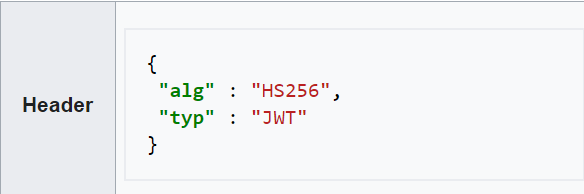 Header
{
"alg" : "HS256",
"typ" : "JWT"
}